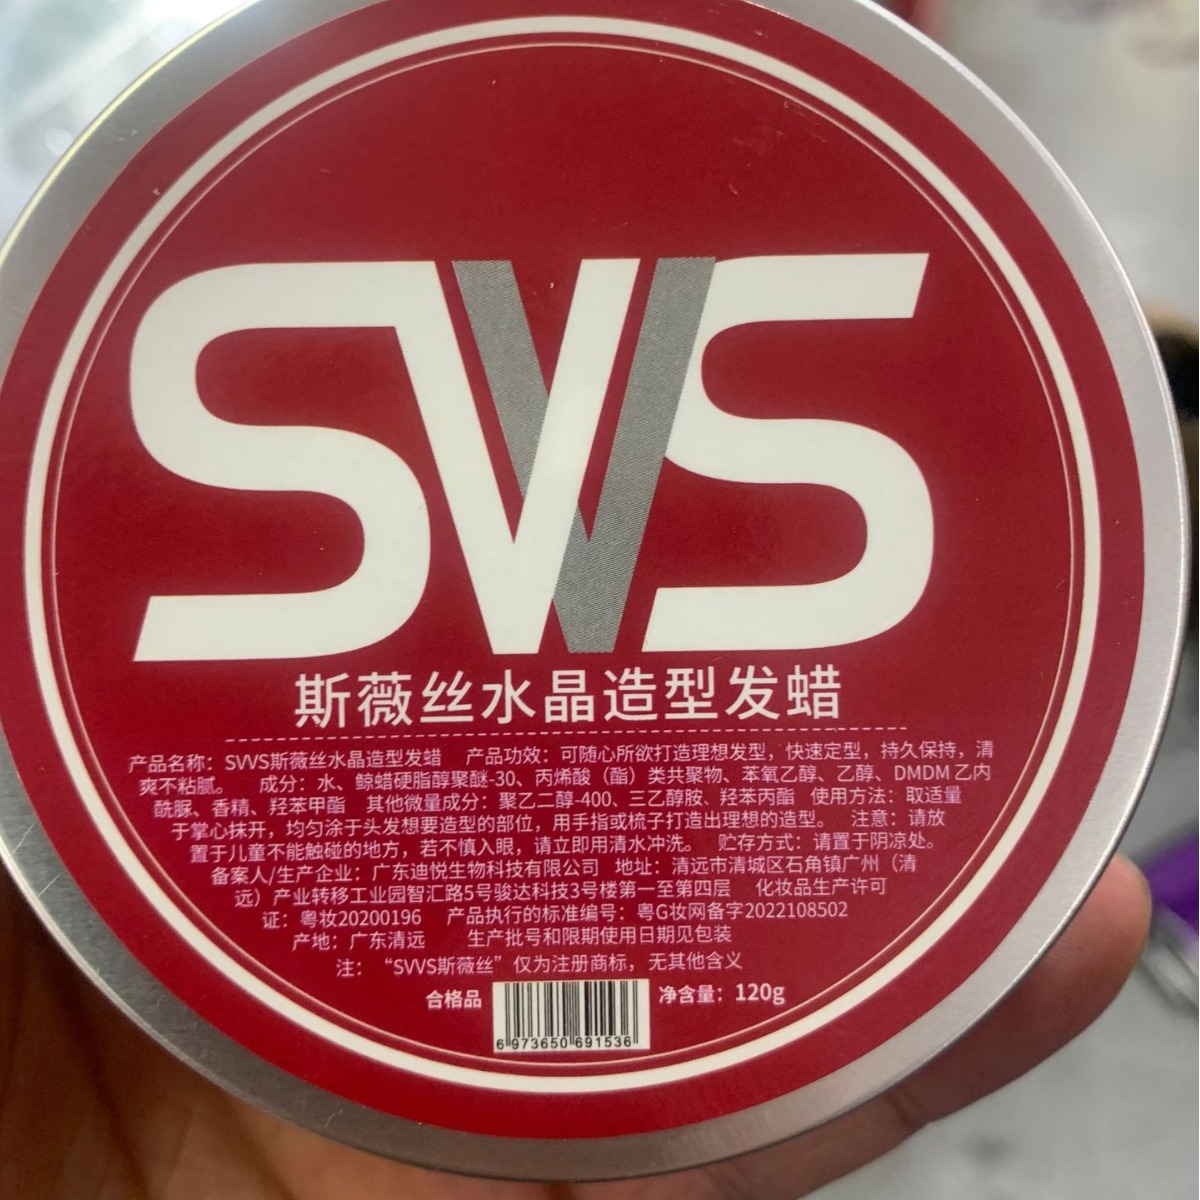 SVVS
斯薇丝水晶造型发蜡
产品名称：SVVS斯薇丝水晶造型发蜡 产品功效：可随心所欲打造理想发型，快速定型，持久保持，清
爽不粘腻。 成分：水、鲸蜡硬脂醇聚醚-30、丙烯酸（酯）类共聚物、苯氧乙醇、乙醇、DMDM 乙内
酰脲、香精、羟苯甲酯 其他微量成分：聚乙二醇-400、三乙醇胺、羟苯丙酯 使用方法：取适量
于掌心抹开，均匀涂于头发想要造型的部位，用手指或梳子打造出理想的造型。 注意：请放
置于儿童不能触碰的地方，若不慎入眼，请立即用清水冲洗。 贮存方式：请置于阴凉处。
备案人/生产企业：广东迪悦生物科技有限公司 地址：清远市清城区石角镇广州（清
远）产业转移工业园智汇路5号骏达科技3号楼第一至第四层 化妆品生产许可
证：粤妆20200196 产品执行的标准编号：粤G妆网备字2022108502
产地：广东清远 生产批号和限期使用日期见包装
注：“SVVS斯薇丝”仅为注册商标，无其他含义
合格品 净含量：120g
6 973650 691536